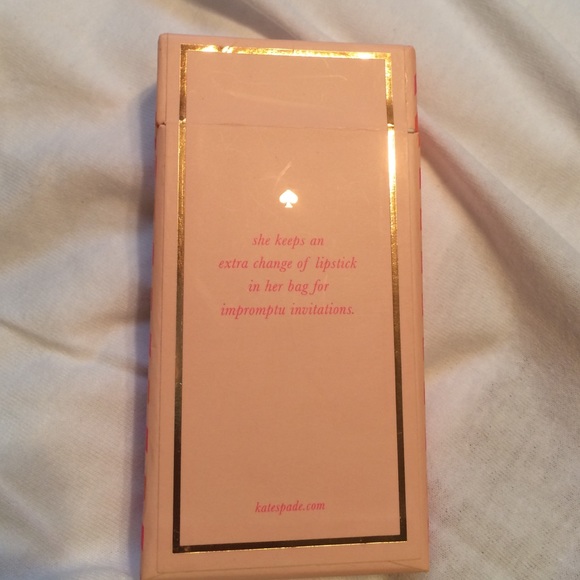 she keeps an
extra change of lipstick
in her bag for
impromptu invitations.
katespade.com